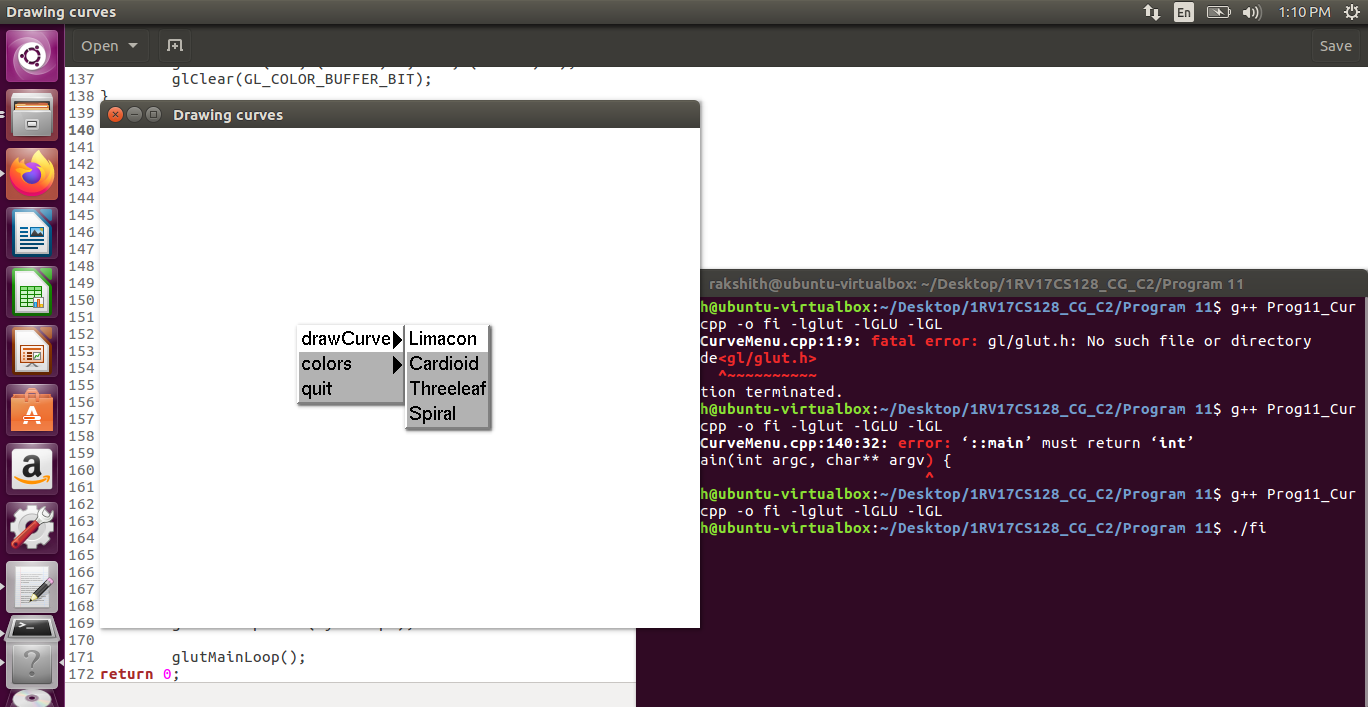 Drawing curves
En
1:10 PM
Open
Save
137 glClear(GL_COLOR_BUFFER_BIT);
138 }
139
140
141
142
143
144
145
146
147
148
149
150
151
152
153
154
155
156
157
158
159
160
161
162
163
164
165
166
167
168
169
170
171 glutMainLoop();
172 return 0;
Drawing curves
drawCurve
colors
quit
Limacon
Cardioid
Threeleaf
Spiral
rakshith@ubuntu-virtualbox: ~/Desktop/1RV17CS128_CG_C2/Program 11
h@ubuntu-virtualbox:~/Desktop/1RV17CS128_CG_C2/Program 11$ g++ Prog11_Cur
cpp -o fi -lglut -lGLU -lGL
CurveMenu.cpp:1:9: fatal error: gl/glut.h: No such file or directory
de<gl/glut.h>
^~~~~~~~~~~
tion terminated.
h@ubuntu-virtualbox:~/Desktop/1RV17CS128_CG_C2/Program 11$ g++ Prog11_Cur
cpp -o fi -lglut -lGLU -lGL
CurveMenu.cpp:140:32: error: ‘::main’ must return ‘int’
ain(int argc, char** argv) {
^
h@ubuntu-virtualbox:~/Desktop/1RV17CS128_CG_C2/Program 11$ g++ Prog11_Cur
cpp -o fi -lglut -lGLU -lGL
h@ubuntu-virtualbox:~/Desktop/1RV17CS128_CG_C2/Program 11$ ./fi